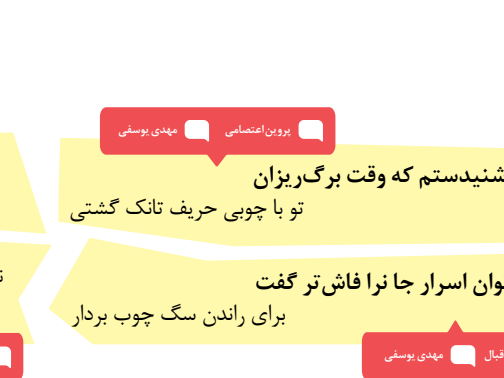 پروین اعتصامی مهدی یوسفی
شنیدستم که وقت برگ‌ریزان
تو با چوبی حریف تانک گشتی
وان اسرار جا نرا فاش‌تر گفت
برای راندن سگ چوب بردار
قبال مهدی یوسفی